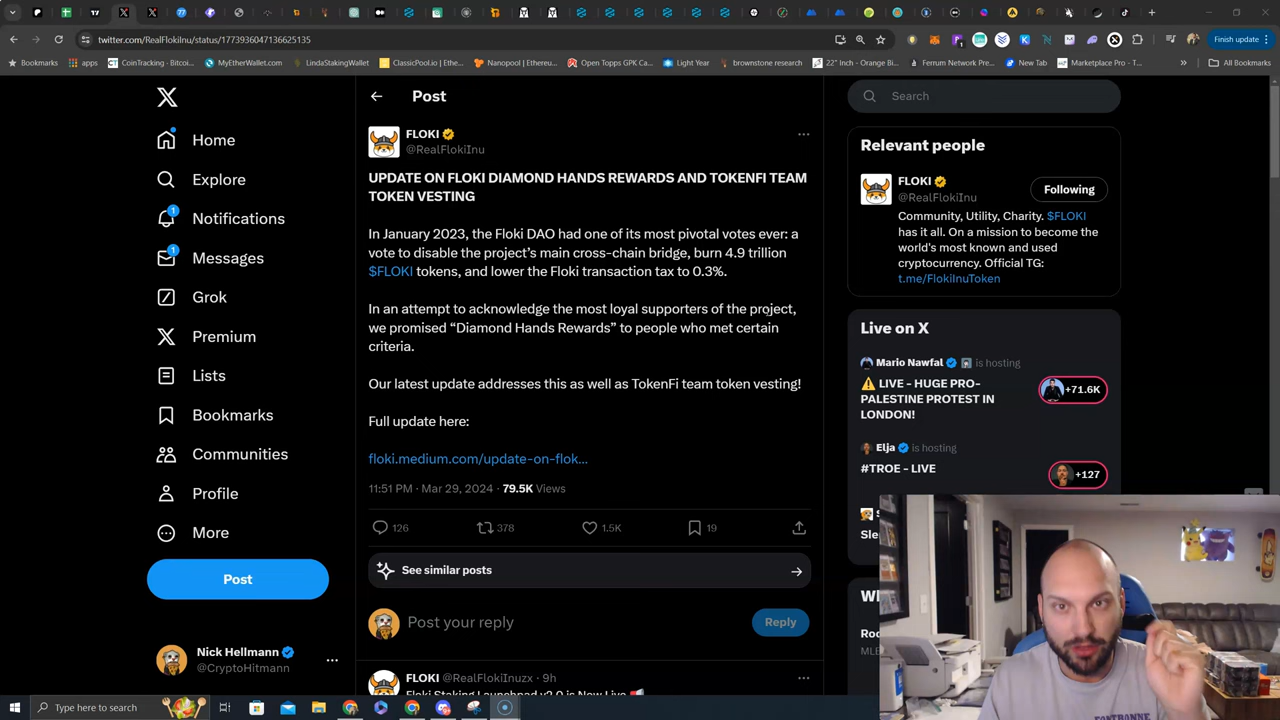 Finish update
twitter.com/RealFlokiInu/status/1773936047136625135
Bookmarks
apps
CoinTracking - Bitcoi...
MyEtherWallet.com
LindaStakingWallet
ClassicPool.io | Ethe...
Nanopool | Ethereu...
Open Topps GPK Ca...
Light Year
brownstone research
22" Inch - Orange Bi...
Ferrum Network Pre...
New Tab
Marketplace Pro - T...
»
All Bookmarks
Home
Explore
1
Notifications
1
Messages
Grok
Premium
Lists
Bookmarks
Communities
Profile
More
Post
Nick Hellmann
@CryptoHitmann
Post
FLOKI
@RealFlokiInu
UPDATE ON FLOKI DIAMOND HANDS REWARDS AND TOKENFI TEAM
TOKEN VESTING
In January 2023, the Floki DAO had one of its most pivotal votes ever: a
vote to disable the project's main cross-chain bridge, burn 4.9 trillion
$FLOKI tokens, and lower the Floki transaction tax to 0.3%.
In an attempt to acknowledge the most loyal supporters of the project,
we promised “Diamond Hands Rewards” to people who met certain
criteria.
Our latest update addresses this as well as TokenFi team token vesting!
Full update here:
floki.medium.com/update-on-flok...
11:51 PM · Mar 29, 2024 · 79.5K Views
126
378
1.5K
19
See similar posts
Post your reply
Reply
FLOKI @RealFlokiInuzx · 9h
Floki Staking Launchpad v2.0 is Now Live
Search
Relevant people
FLOKI
@RealFlokiInu
Following
Community, Utility, Charity. $FLOKI
has it all. On a mission to become the
world's most known and used
cryptocurrency. Official TG:
t.me/FlokiInuToken
Live on X
Mario Nawfal is hosting
LIVE - HUGE PRO-
PALESTINE PROTEST IN
LONDON!
+71.6K
Elja is hosting
#TROE - LIVE
+127
Type here to search